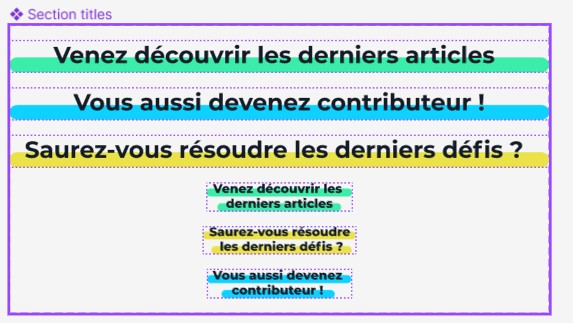 Section titles
Venez découvrir les derniers articles
Vous aussi devenez contributeur !
Saurez-vous résoudre les derniers défis ?
Venez découvrir les
derniers articles
Saurez-vous résoudre
les derniers défis ?
Vous aussi devenez
contributeur !